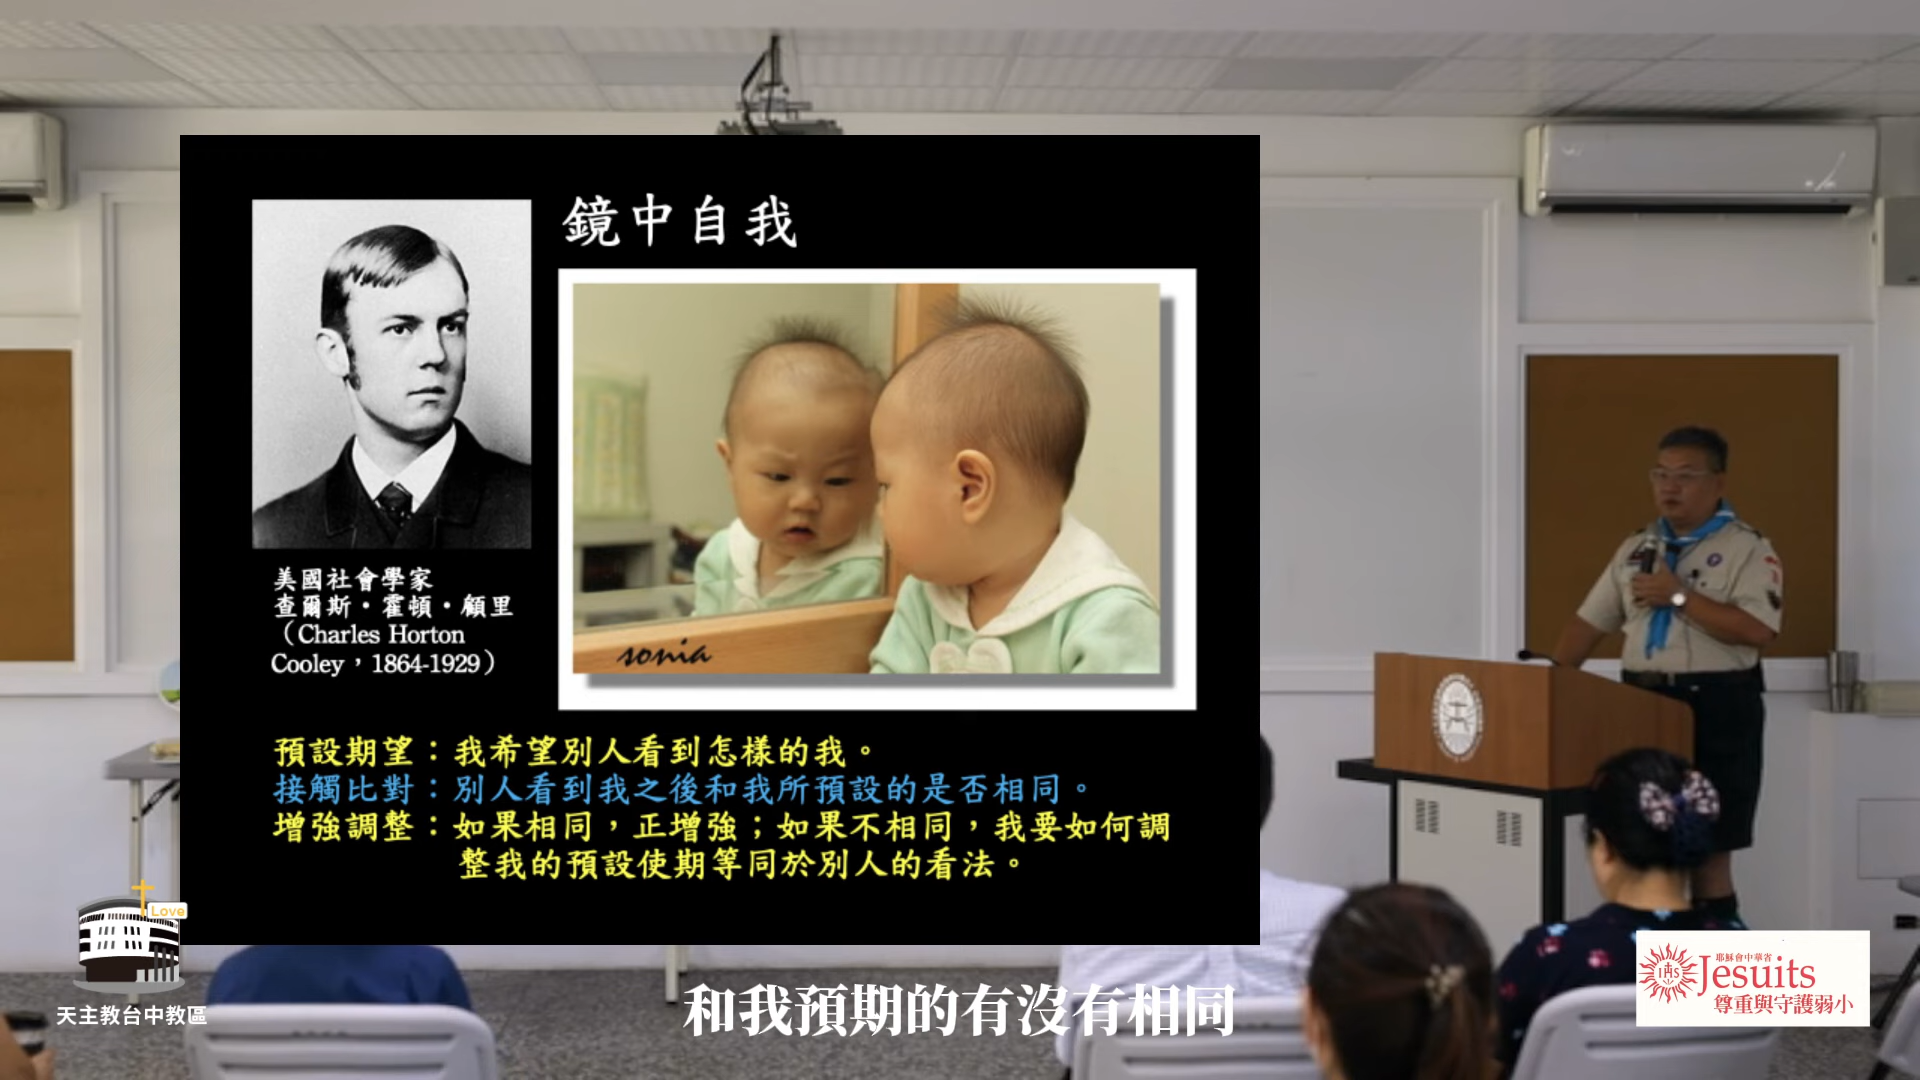 鏡中自我
美國社會學家
查爾斯・霍頓・顧里
（Charles Horton
Cooley，1864-1929）
sonia
預設期望：我希望別人看到怎樣的我。
接觸比對：別人看到我之後和我所預設的是否相同。
增強調整：如果相同，正增強；如果不相同，我要如何調
整我的預設使期等同於別人的看法。
Love
天主教台中教區
和我預期的有沒有相同
IHS
耶穌會中華省
Jesuits
尊重與守護弱小